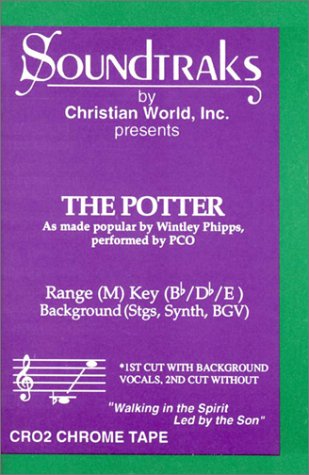 Soundtraks
by
Christian World, Inc.
presents
THE POTTER
As made popular by Wintley Phipps,
performed by PCO
Range (M) Key (B♭/D♭/E )
Background (Stgs, Synth, BGV)
*1ST CUT WITH BACKGROUND
VOCALS, 2ND CUT WITHOUT
"Walking in the Spirit
Led by the Son"
CRO2 CHROME TAPE